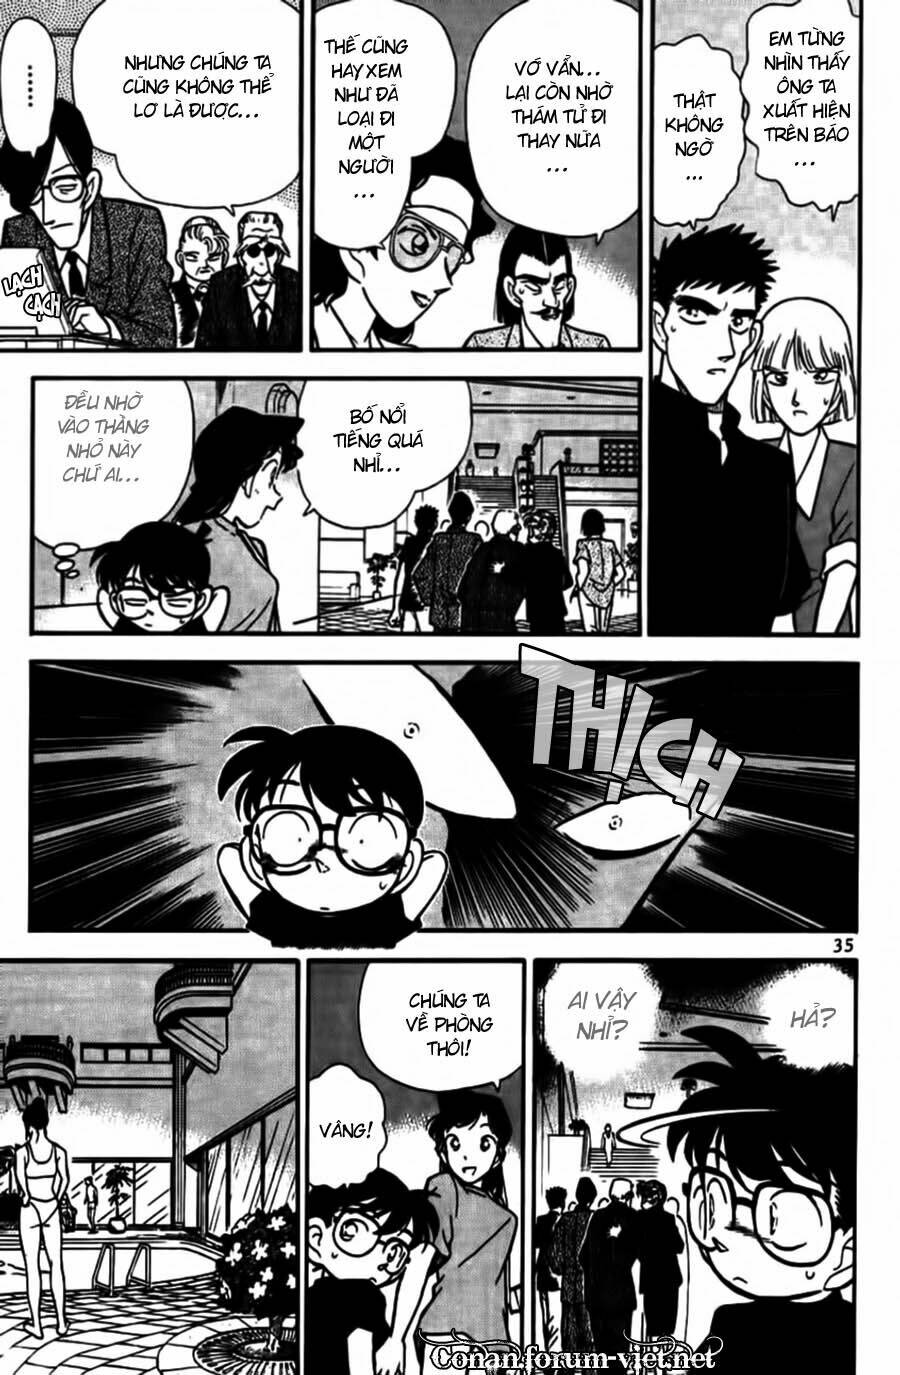 EM TỪNG
NHÌN THẤY
ÔNG TA
XUẤT HIỆN
TRÊN BÁO
...
THẬT
KHÔNG
NGỜ
...
VỚ VẨN...
LẠI CÒN NHỜ
THÁM TỬ ĐI
THAY NỮA
...
THẾ CŨNG
HAY XEM
NHƯ ĐÃ
LOẠI ĐI
MỘT
NGƯỜI
...
NHƯNG CHÚNG TA
CŨNG KHÔNG THỂ
LƠ LÀ ĐƯỢC...
......
LẠCH
CẠCH
BỐ NỔI
TIẾNG QUÁ
NHỈ...
ĐỀU NHỜ
VÀO THẰNG
NHỎ NÀY
CHỨ AI...
THỊCH
35
HẢ?
AI VẬY
NHỈ?
CHÚNG TA
VỀ PHÒNG
THÔI!
VÂNG!
Conan.forum-viet.net